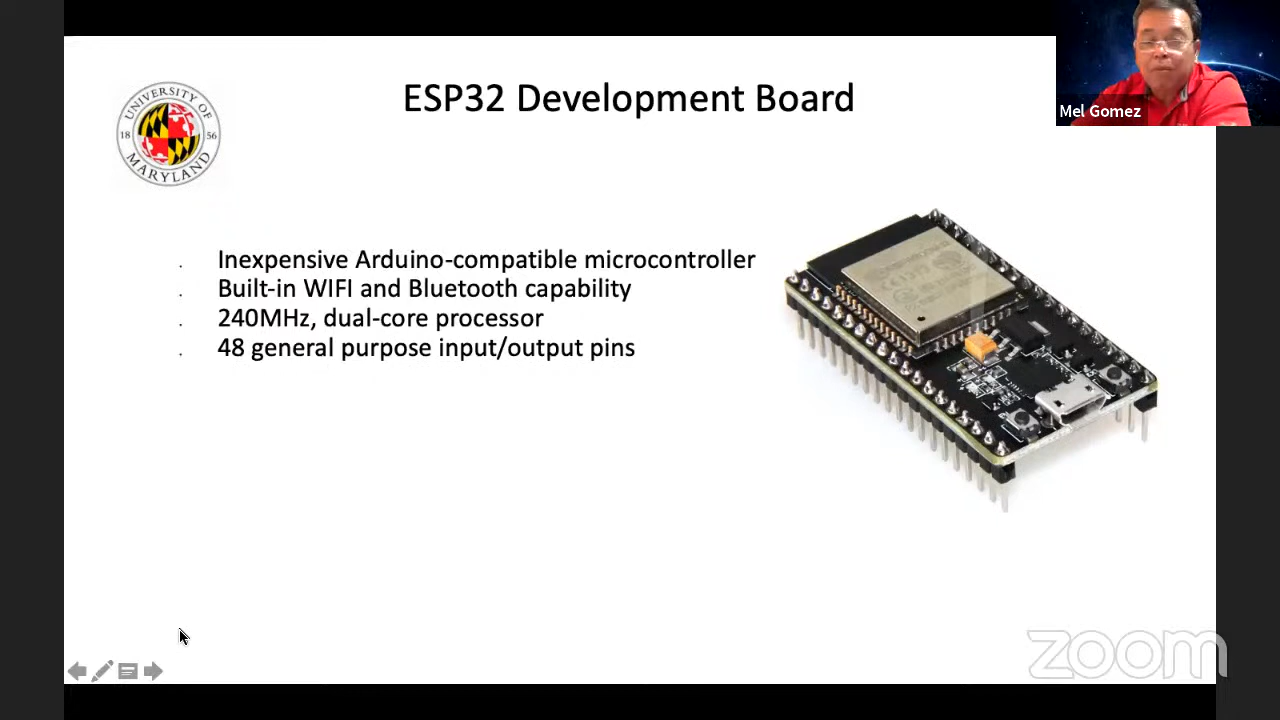 ESP32 Development Board
Mel Gomez
UNIVERSITY OF
18 56
MARYLAND
Inexpensive Arduino-compatible microcontroller
Built-in WIFI and Bluetooth capability
240MHz, dual-core processor
48 general purpose input/output pins
zoom